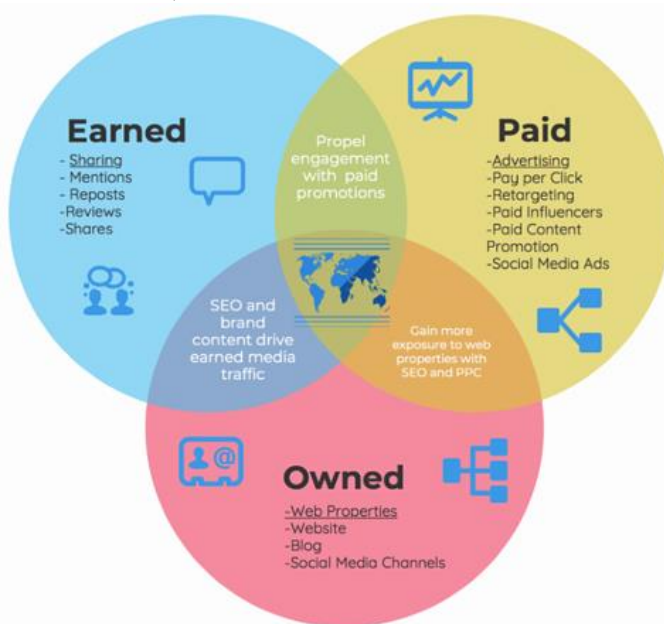 Earned
- Sharing
- Mentions
- Reposts
-Reviews
-Shares
Propel
engagement
with paid
promotions
Paid
-Advertising
-Pay per Click
-Retargeting
-Paid Influencers
-Paid Content
Promotion
-Social Media Ads
SEO and
brand
content drive
earned media
traffic
Gain more
exposure to web
properties with
SEO and PPC
Owned
-Web Properties
-Website
-Blog
-Social Media Channels